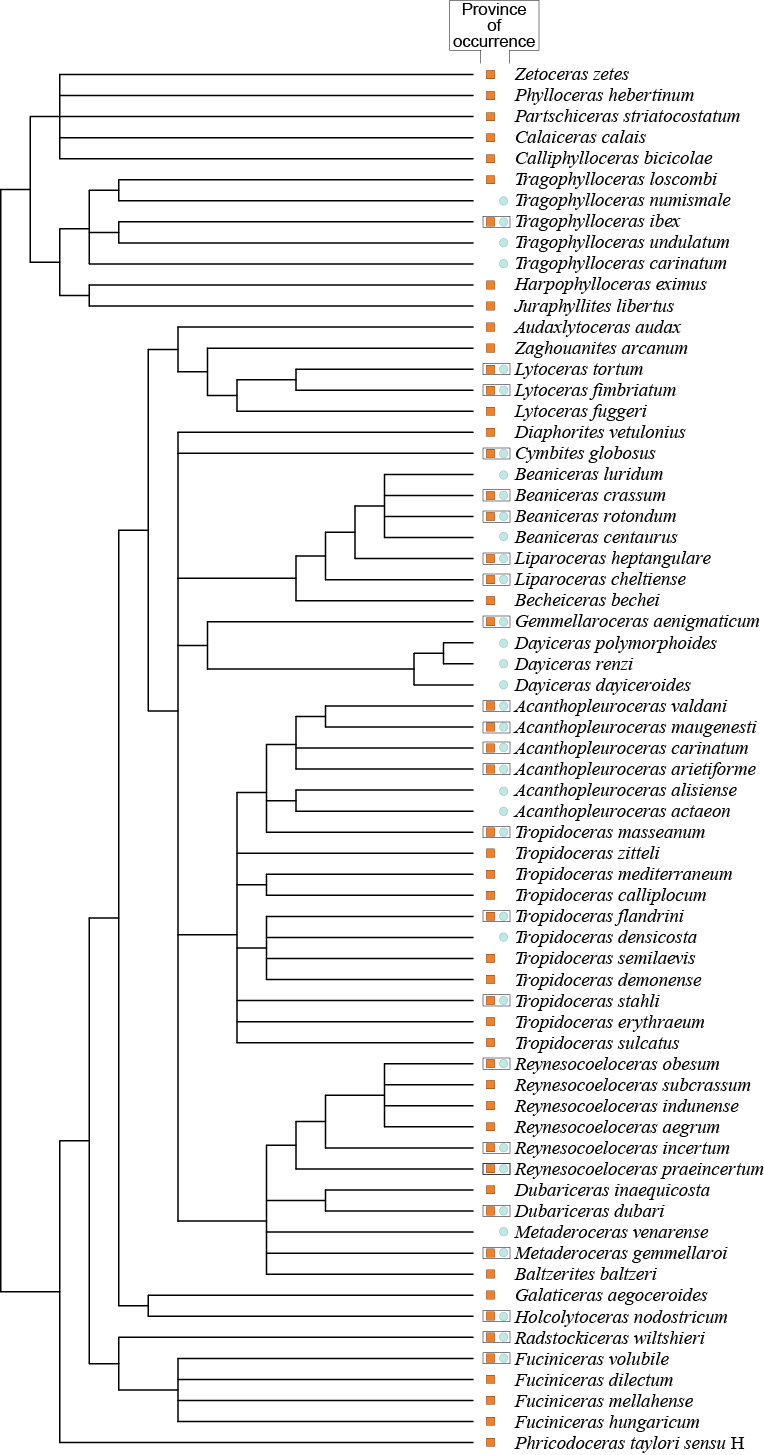 Province
of
occurrence
Zetoceras zetes
Phylloceras hebertinum
Partschiceras striatocostatum
Calaiceras calais
Calliphylloceras bicicolae
Tragophylloceras loscombi
Tragophylloceras numismale
Tragophylloceras ibex
Tragophylloceras undulatum
Tragophylloceras carinatum
Harpophylloceras eximus
Juraphyllites libertus
Audaxlytoceras audax
Zaghouanites arcanum
Lytoceras tortum
Lytoceras fimbriatum
Lytoceras fuggeri
Diaphorites vetulonius
Cymbites globosus
Beaniceras luridum
Beaniceras crassum
Beaniceras rotondum
Beaniceras centaurus
Liparoceras heptangulare
Liparoceras cheltiense
Becheiceras bechei
Gemmellaroceras aenigmaticum
Dayiceras polymorphoides
Dayiceras renzi
Dayiceras dayiceroides
Acanthopleuroceras valdani
Acanthopleuroceras maugenesti
Acanthopleuroceras carinatum
Acanthopleuroceras arietiforme
Acanthopleuroceras alisiense
Acanthopleuroceras actaeon
Tropidoceras masseanum
Tropidoceras zitteli
Tropidoceras mediterraneum
Tropidoceras calliplocum
Tropidoceras flandrini
Tropidoceras densicosta
Tropidoceras semilaevis
Tropidoceras demonense
Tropidoceras stahli
Tropidoceras erythraeum
Tropidoceras sulcatus
Reynesocoeloceras obesum
Reynesocoeloceras subcrassum
Reynesocoeloceras indunense
Reynesocoeloceras aegrum
Reynesocoeloceras incertum
Reynesocoeloceras praeincertum
Dubariceras inaequicosta
Dubariceras dubari
Metaderoceras venarense
Metaderoceras gemmellaroi
Baltzerites baltzeri
Galaticeras aegoceroides
Holcolytoceras nodostricum
Radstockiceras wiltshieri
Fuciniceras volubile
Fuciniceras dilectum
Fuciniceras mellahense
Fuciniceras hungaricum
Phricodoceras taylori sensu H